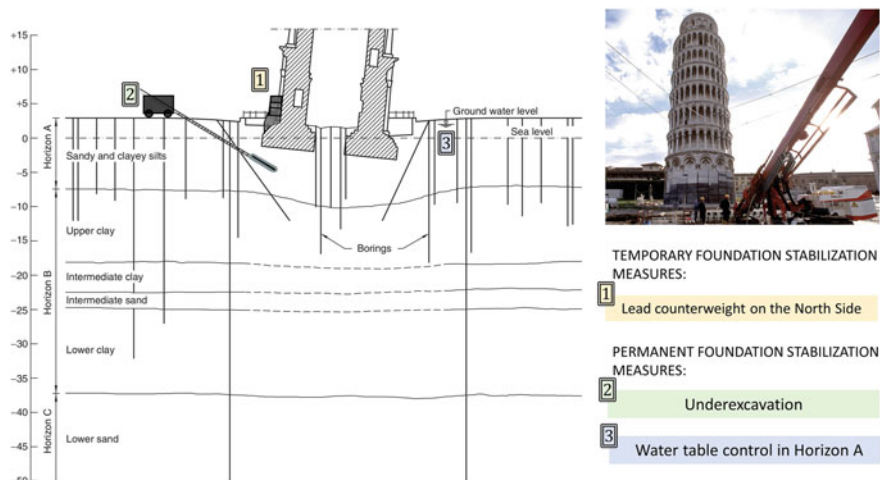 +15
+10
+5
0
−5
−10
−15
−20
−25
−30
−35
−40
−45
−50
Horizon A
Horizon B
Horizon C
2
1
3
Ground water level
Sea level
Sandy and clayey silts
Upper clay
Borings
Intermediate clay
Intermediate sand
Lower clay
Lower sand
TEMPORARY FOUNDATION STABILIZATION
MEASURES:
1
Lead counterweight on the North Side
PERMANENT FOUNDATION STABILIZATION
MEASURES:
2
Underexcavation
3
Water table control in Horizon A